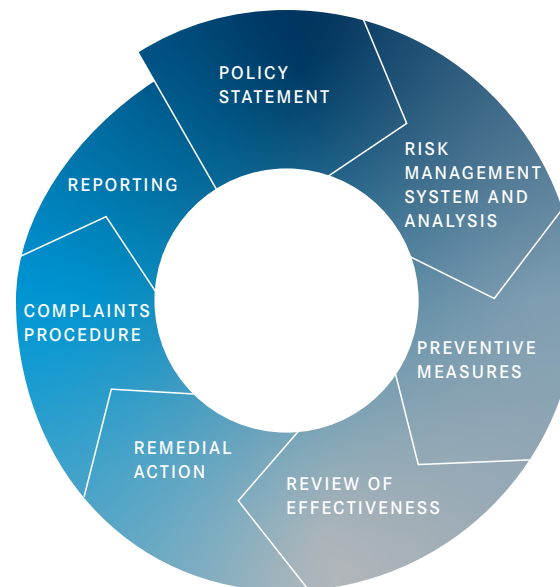 POLICY
STATEMENT
RISK
MANAGEMENT
SYSTEM AND
ANALYSIS
PREVENTIVE
MEASURES
REVIEW OF
EFFECTIVENESS
REMEDIAL
ACTION
COMPLAINTS
PROCEDURE
REPORTING